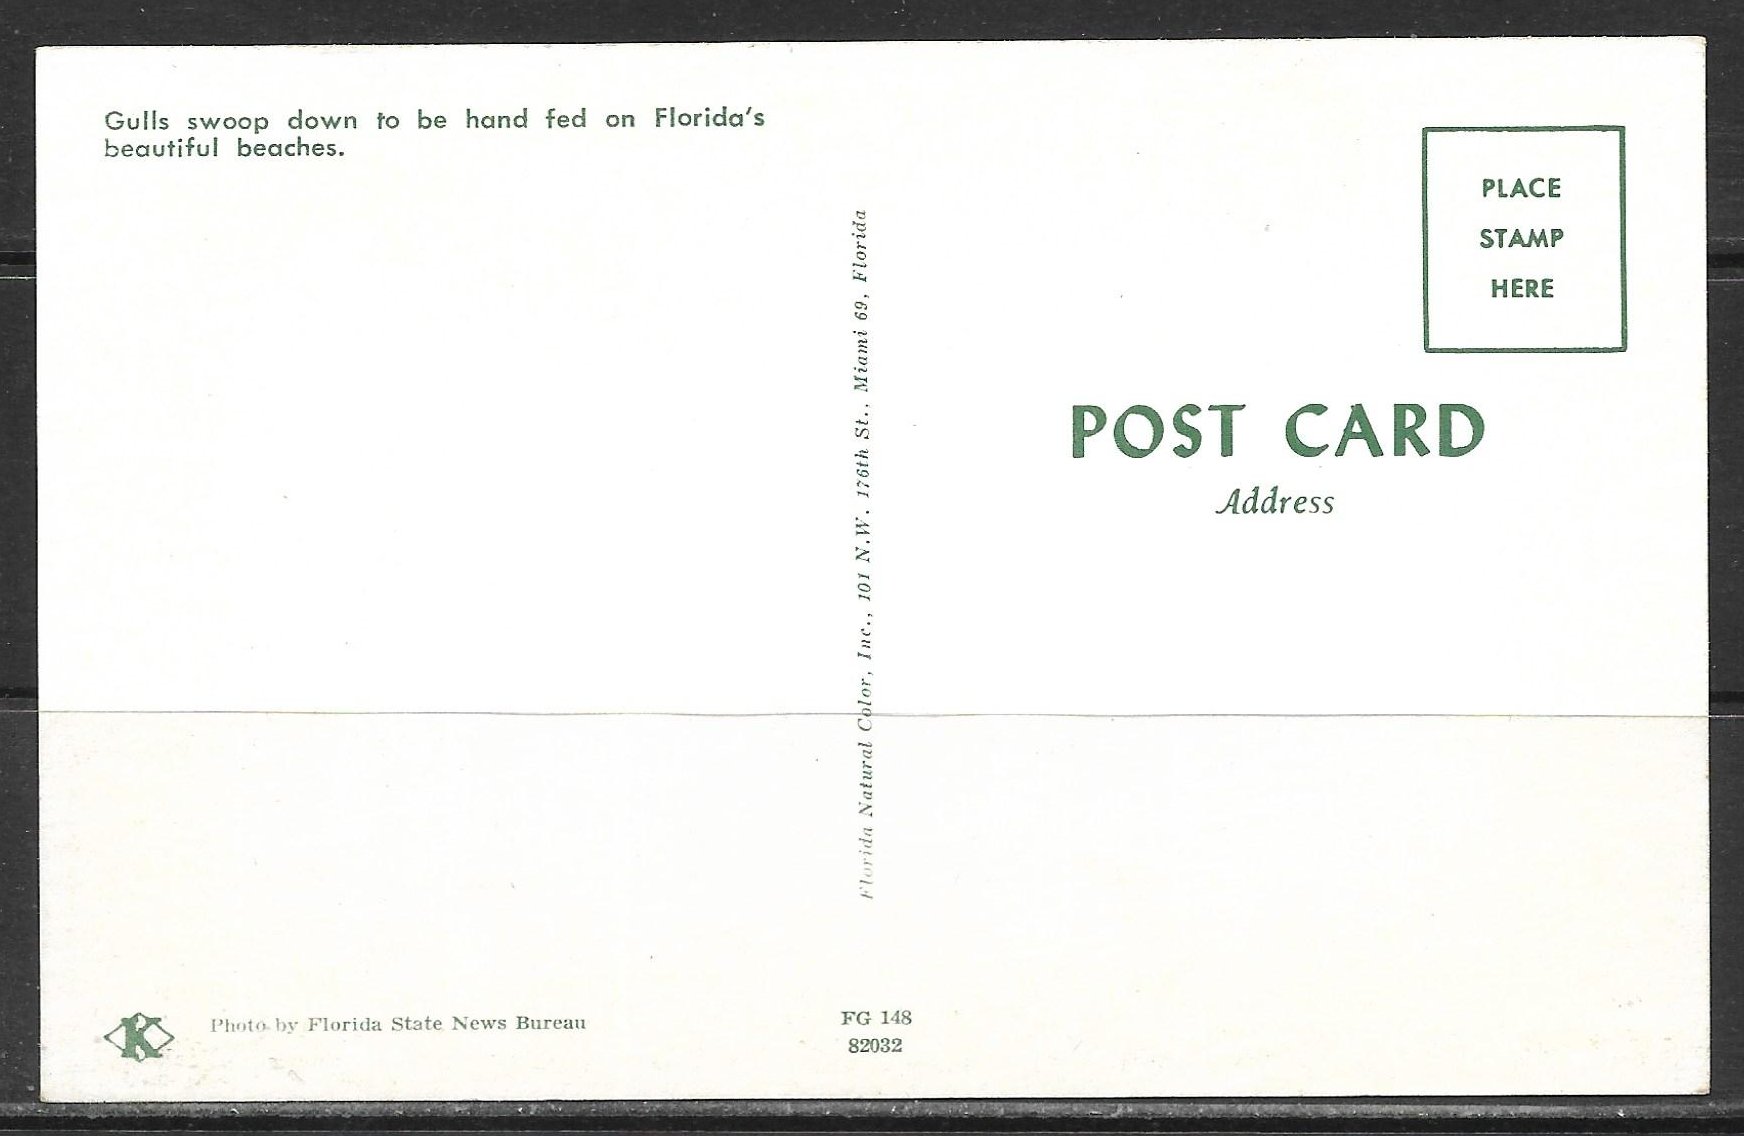 Gulls swoop down to be hand fed on Florida's
beautiful beaches.
PLACE
STAMP
HERE
POST CARD
Address
Florida Natural Color, Inc., 101 N.W. 176th St., Miami 69, Florida
K
Photo by Florida State News Bureau
FG 148
82032